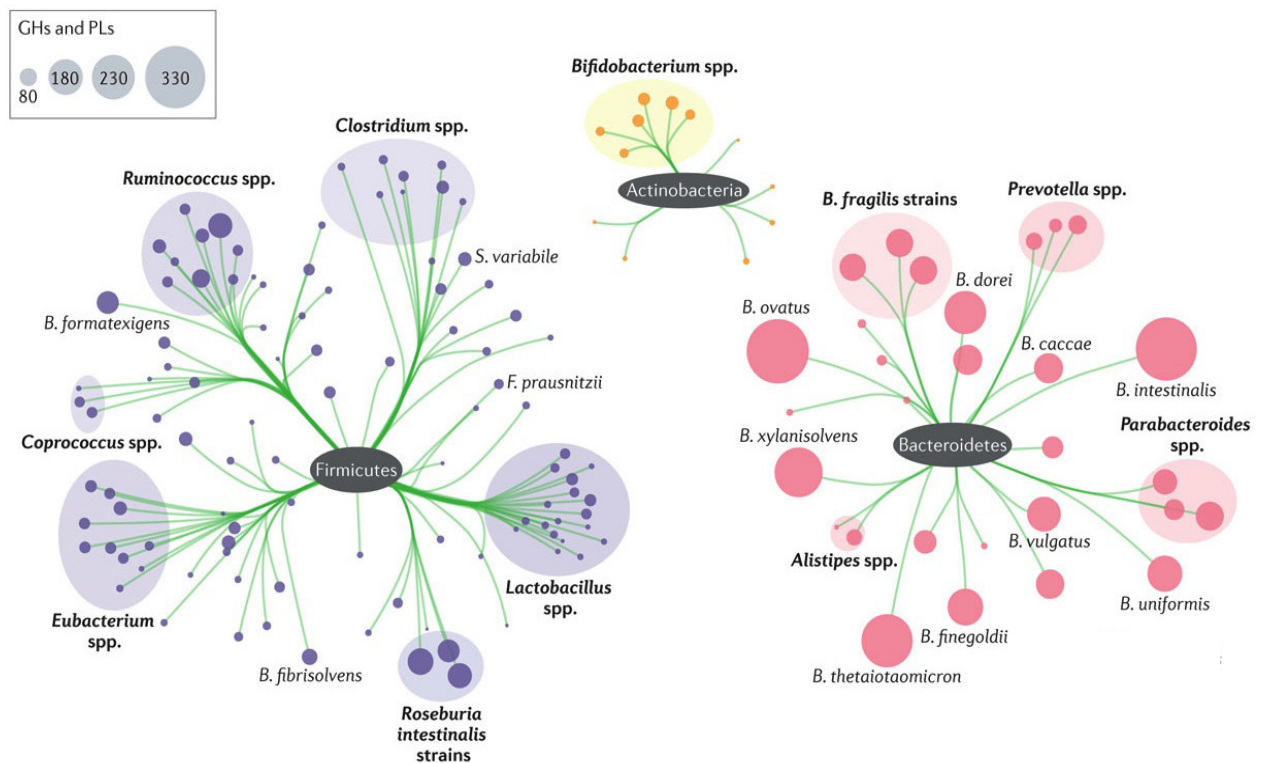 GHs and PLs
80
180
230
330
Bifidobacterium spp.
Clostridium spp.
Ruminococcus spp.
Actinobacteria
B. fragilis strains
Prevotella spp.
S. variabile
B. dorei
B. formatexigens
B. ovatus
B. caccae
F. prausnitzii
B. intestinalis
Coprococcus spp.
B. xylanisolvens
Parabacteroides
spp.
Firmicutes
Bacteroidetes
B. vulgatus
Alistipes spp.
Lactobacillus
spp.
Eubacterium
spp.
B. uniformis
B. finegoldii
B. fibrisolvens
B. thetaiotaomicron
Roseburia
intestinalis
strains